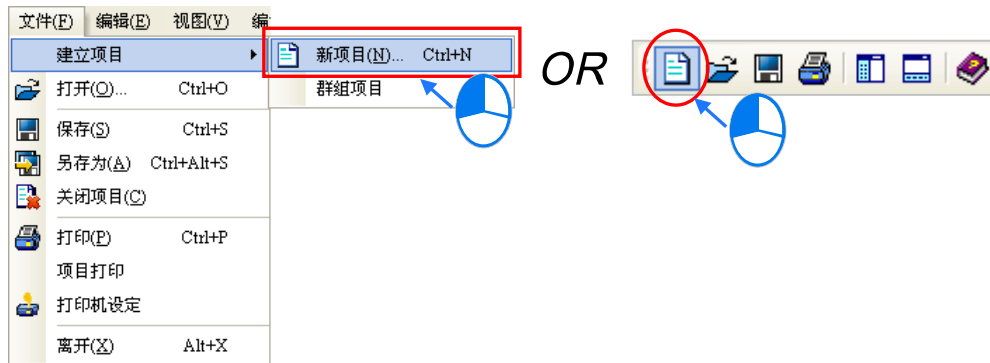 文件(F) 编辑(E) 视图(V) 编
建立项目
新项目(N)... Ctrl+N
群组项目
打开(O)... Ctrl+O
保存(S) Ctrl+S
另存为(A) Ctrl+Alt+S
关闭项目(C)
打印(P) Ctrl+P
项目打印
打印机设定
离开(X) Alt+X
OR